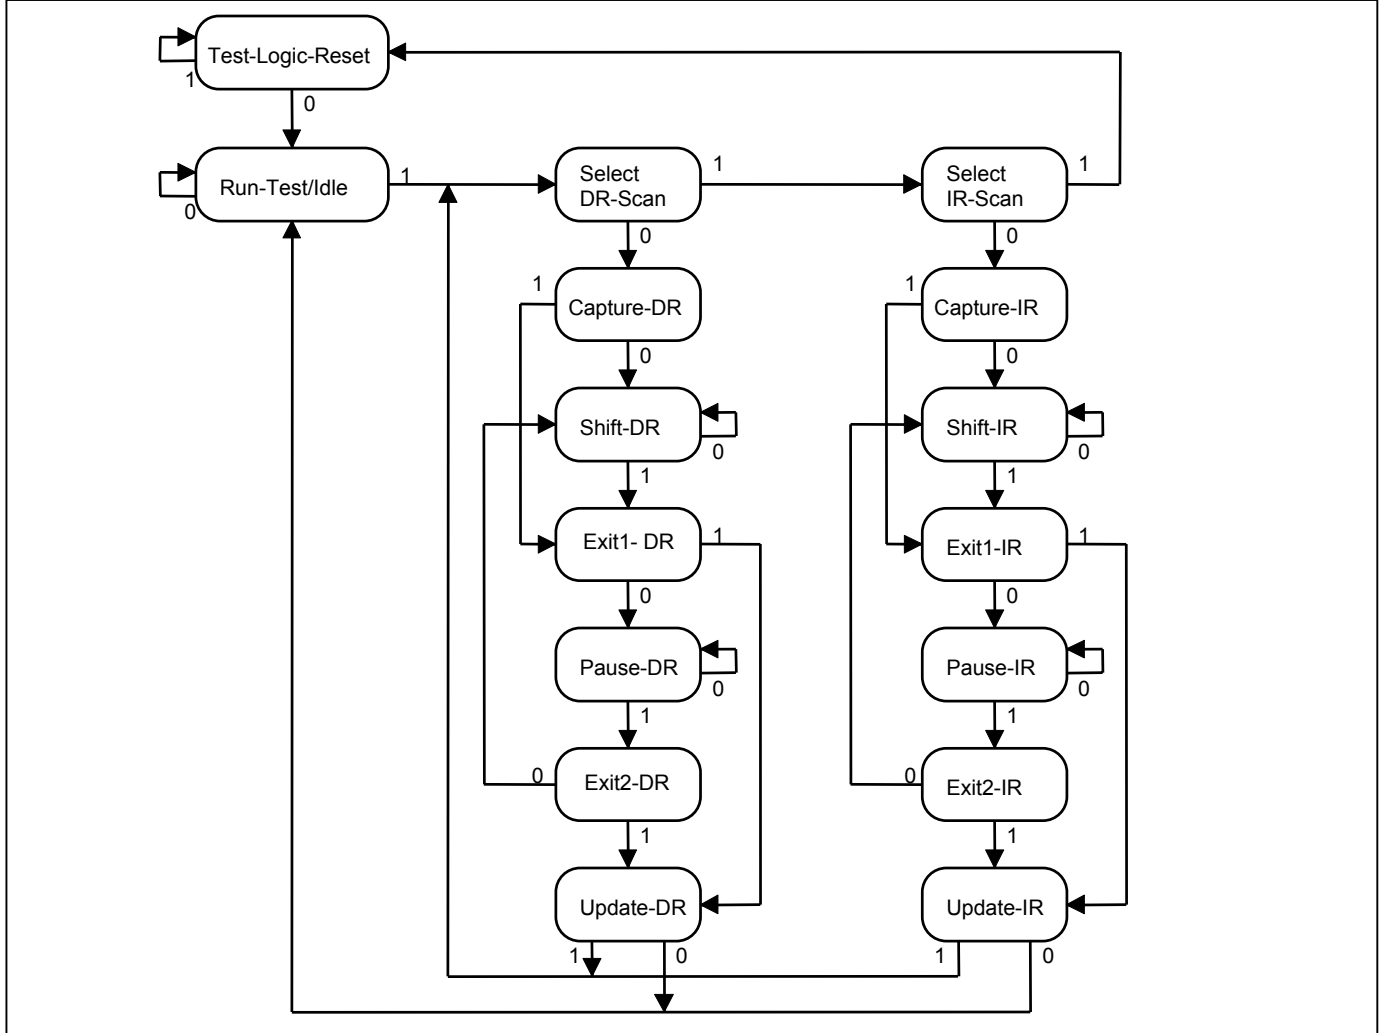 Test-Logic-Reset
1
0
Run-Test/Idle
0
1
Select
DR-Scan
1
Select
IR-Scan
1
0
0
1
Capture-DR
1
Capture-IR
0
0
Shift-DR
0
Shift-IR
0
1
1
Exit1- DR
1
Exit1-IR
1
0
0
Pause-DR
0
Pause-IR
0
1
1
0
Exit2-DR
0
Exit2-IR
1
1
Update-DR
Update-IR
1
0
1
0